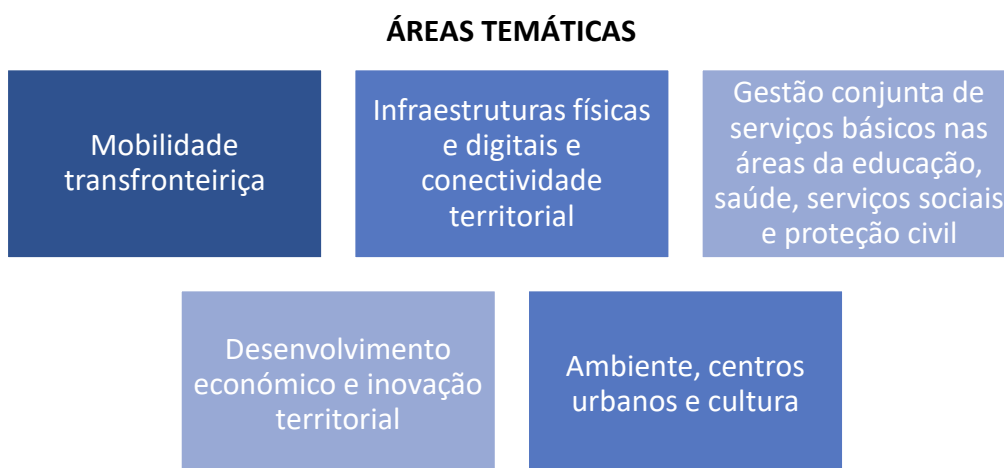 ÁREAS TEMÁTICAS
Mobilidade
transfronteiriça
Infraestruturas físicas
e digitais e
conectividade
territorial
Gestão conjunta de
serviços básicos nas
áreas da educação,
saúde, serviços sociais
e proteção civil
Desenvolvimento
económico e inovação
territorial
Ambiente, centros
urbanos e cultura